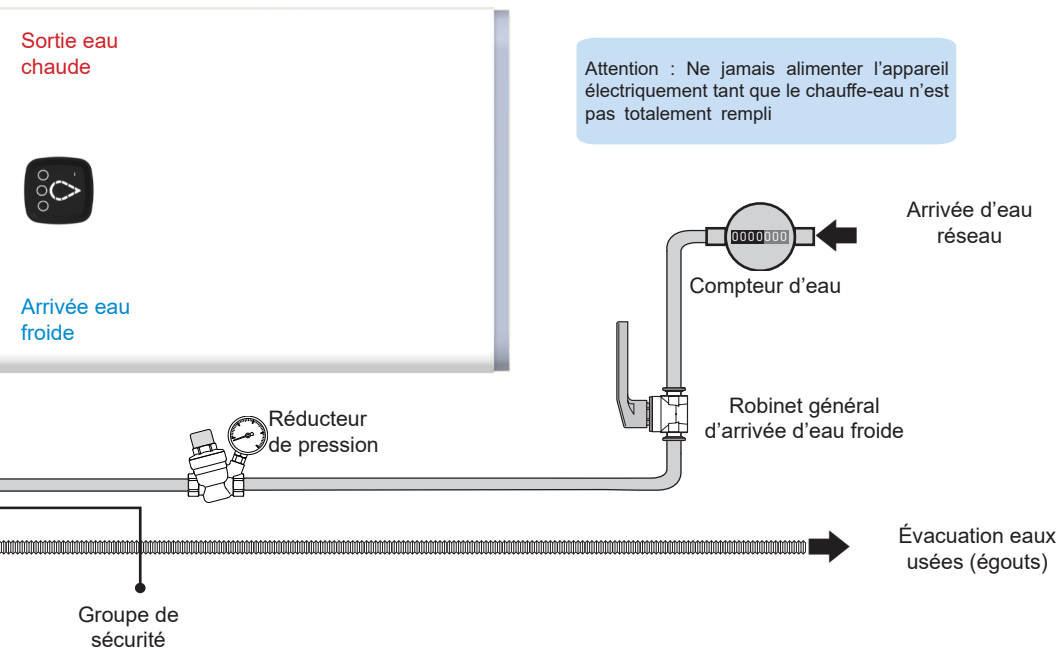 Sortie eau
chaude
Attention : Ne jamais alimenter l'appareil
électriquement tant que le chauffe-eau n'est
pas totalement rempli
Arrivée d'eau
réseau
0000000
Compteur d'eau
Arrivée eau
froide
Robinet général
d'arrivée d'eau froide
Réducteur
de pression
Évacuation eaux
usées (égouts)
Groupe de
sécurité